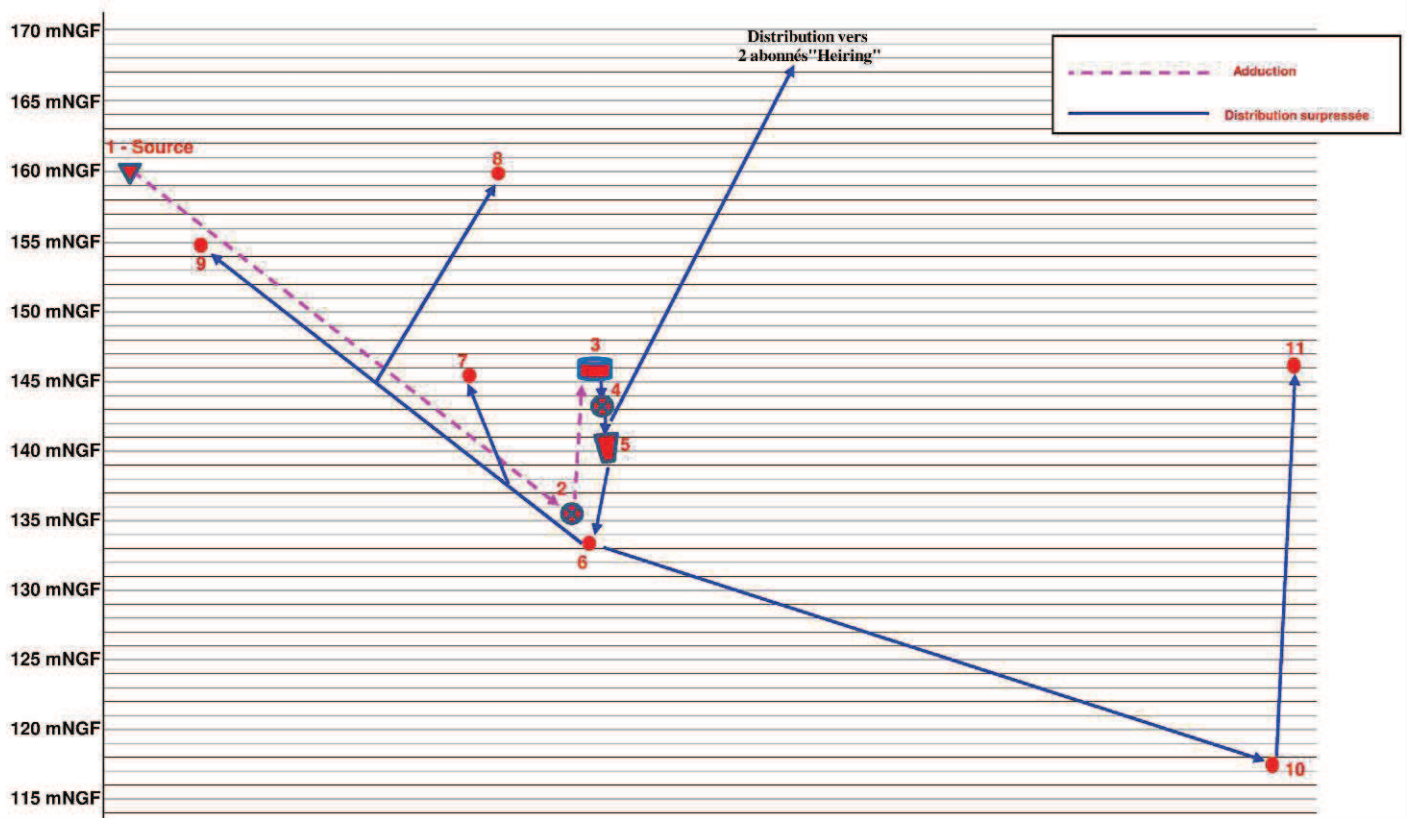 170 mNGF
Distribution vers
2 abonnés"Heiring"
Adduction
165 mNGF
Distribution surpressée
1 - Source
160 mNGF
8
155 mNGF
9
150 mNGF
3
7
11
145 mNGF
4
5
140 mNGF
2
135 mNGF
6
130 mNGF
125 mNGF
120 mNGF
10
115 mNGF